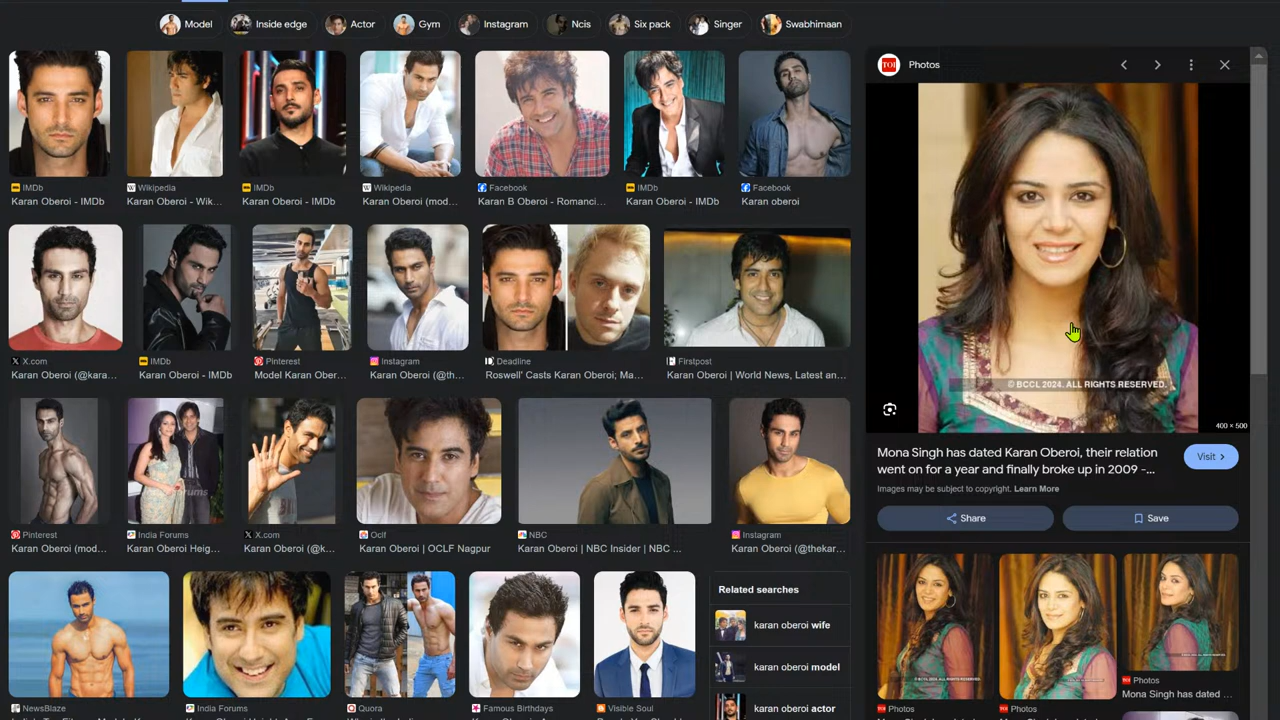 Model
Inside edge
Actor
Gym
Instagram
Ncis
Six pack
Singer
Swabhimaan
IMDb
Karan Oberoi - IMDb
Wikipedia
Karan Oberoi - Wik...
IMDb
Karan Oberoi - IMDb
Wikipedia
Karan Oberoi (mod...
Facebook
Karan B Oberoi - Romanci...
IMDb
Karan Oberoi - IMDb
Facebook
Karan oberoi
X.com
Karan Oberoi (@kara...
IMDb
Karan Oberoi - IMDb
Pinterest
Model Karan Ober...
Instagram
Karan Oberoi (@th...
Deadline
Roswell' Casts Karan Oberoi; Ma...
Firstpost
Karan Oberoi | World News, Latest an...
Pinterest
Karan Oberoi (mod...
India Forums
Karan Oberoi Heig...
X.com
Karan Oberoi (@k...
Oclf
Karan Oberoi | OCLF Nagpur
NBC
Karan Oberoi | NBC Insider | NBC ...
Instagram
Karan Oberoi (@thekar...
NewsBlaze
India Forums
Quora
Famous Birthdays
Visible Soul
Related searches
karan oberoi wife
karan oberoi model
karan oberoi actor
TOI
Photos
© BCCL 2024. ALL RIGHTS RESERVED.
400 × 500
Mona Singh has dated Karan Oberoi, their relation
went on for a year and finally broke up in 2009 -...
Visit
Images may be subject to copyright. Learn More
Share
Save
Photos
Photos
Photos
Mona Singh has dated ...